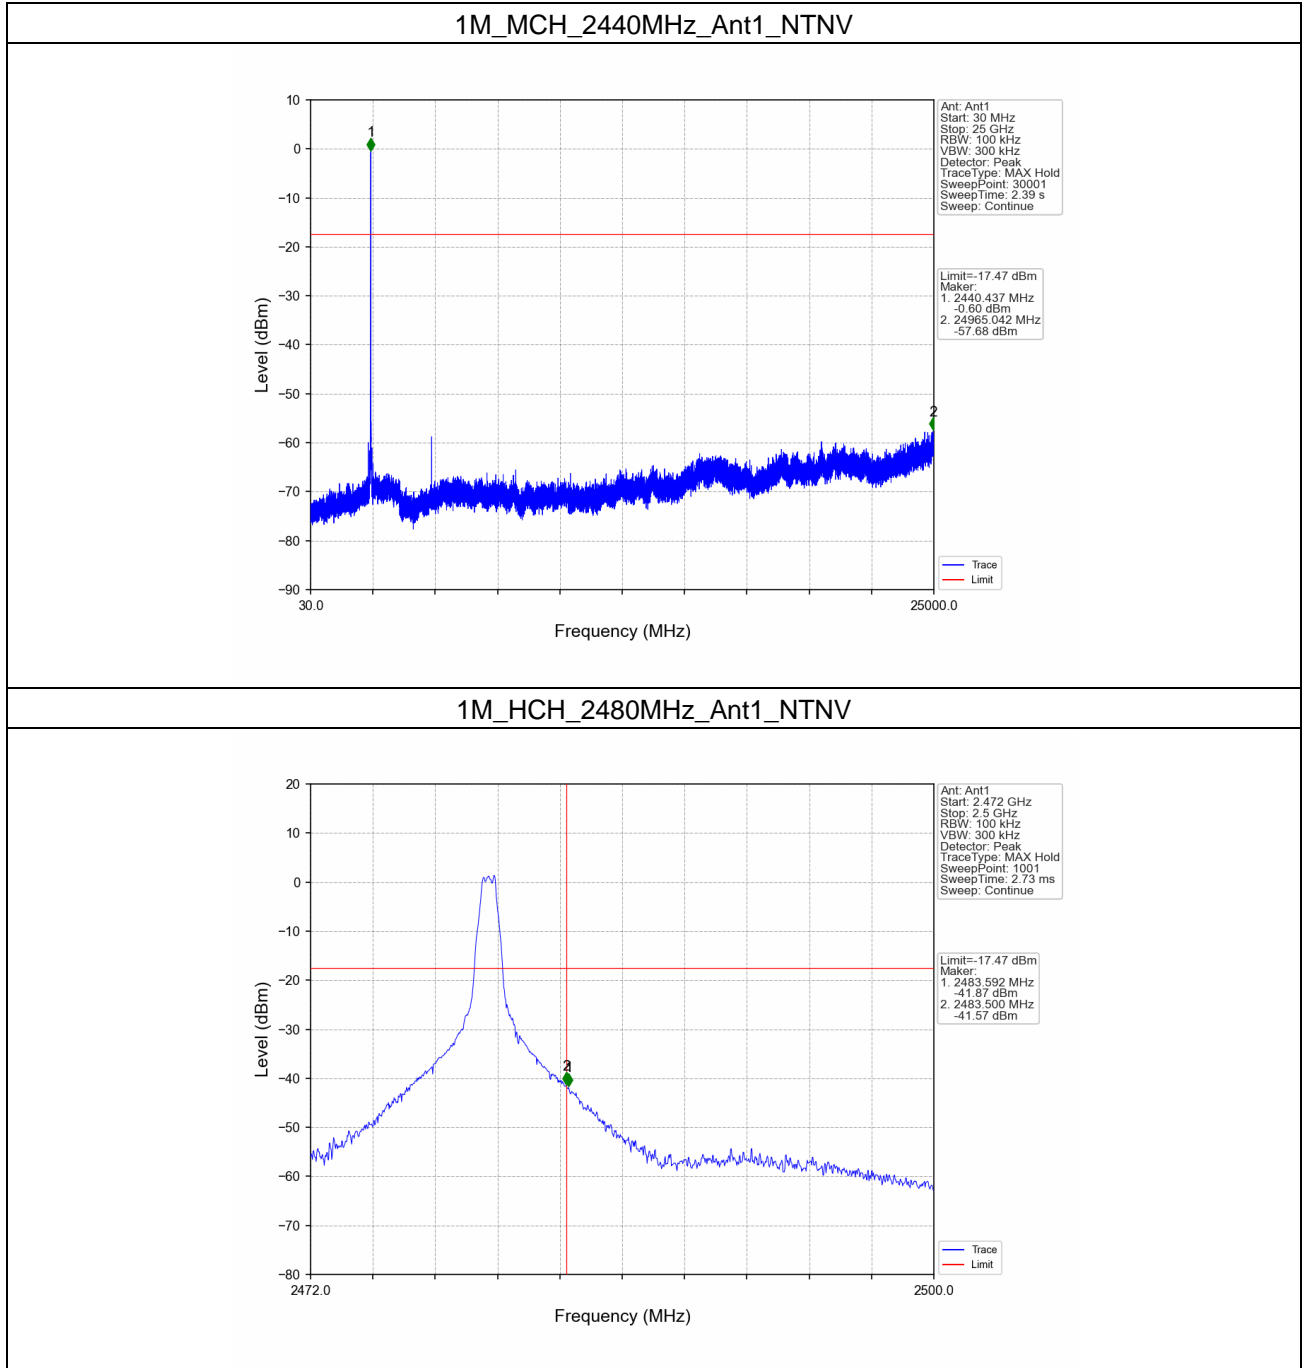 1M_MCH_2440MHz_Ant1_NTNV
10
0
−10
−20
−30
−40
−50
−60
−70
−80
−90
Level (dBm)
1
2
30.0
25000.0
Frequency (MHz)
Ant: Ant1
Start: 30 MHz
Stop: 25 GHz
RBW: 100 kHz
VBW: 300 kHz
Detector: Peak
TraceType: MAX Hold
SweepPoint: 30001
SweepTime: 2.39 s
Sweep: Continue
Limit=-17.47 dBm
Maker:
1. 2440.437 MHz
-0.60 dBm
2. 24965.042 MHz
-57.68 dBm
Trace
Limit
1M_HCH_2480MHz_Ant1_NTNV
20
10
0
−10
−20
−30
−40
−50
−60
−70
−80
Level (dBm)
2
1
2472.0
2500.0
Frequency (MHz)
Ant: Ant1
Start: 2.472 GHz
Stop: 2.5 GHz
RBW: 100 kHz
VBW: 300 kHz
Detector: Peak
TraceType: MAX Hold
SweepPoint: 1001
SweepTime: 2.73 ms
Sweep: Continue
Limit=-17.47 dBm
Maker:
1. 2483.592 MHz
-41.87 dBm
2. 2483.500 MHz
-41.57 dBm
Trace
Limit